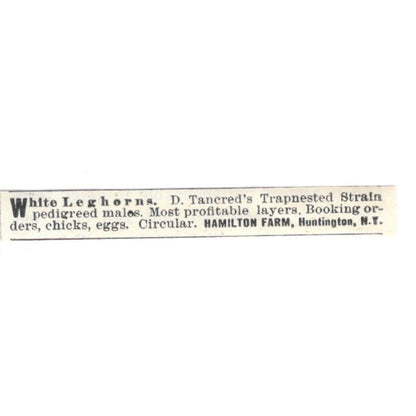 White Leghorns. D. Tancred's Trapnested Strain
pedigreed males. Most profitable layers. Booking or-
ders, chicks, eggs. Circular. HAMILTON FARM, Huntington, N.Y.